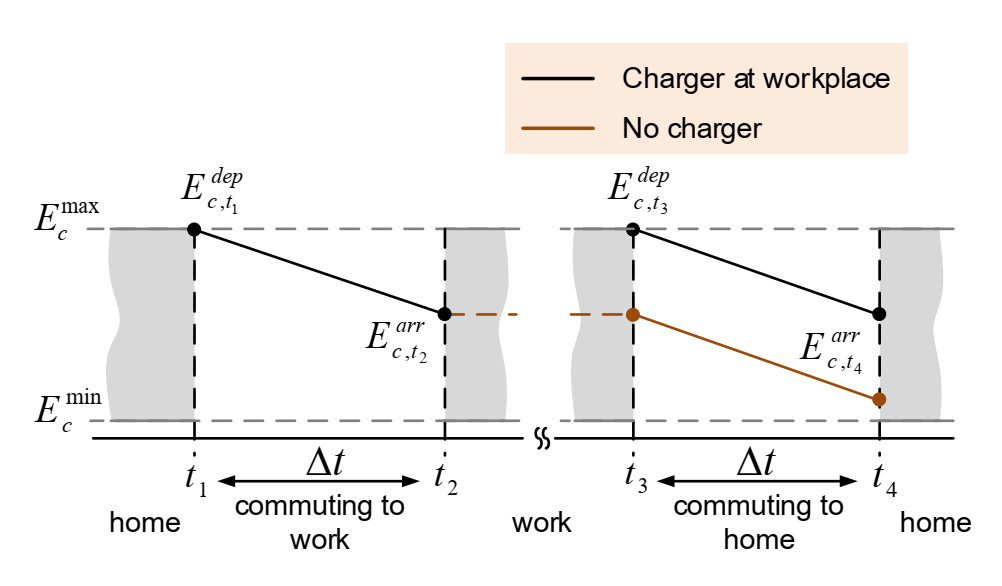 Charger at workplace
No charger
E_{c,t_1}^{dep}
E_{c,t_3}^{dep}
E_c^{max}
E_{c,t_2}^{arr}
E_{c,t_4}^{arr}
E_c^{min}
t_1
Δt
t_2
t_3
Δt
t_4
commuting to
work
commuting to
home
home
work
home